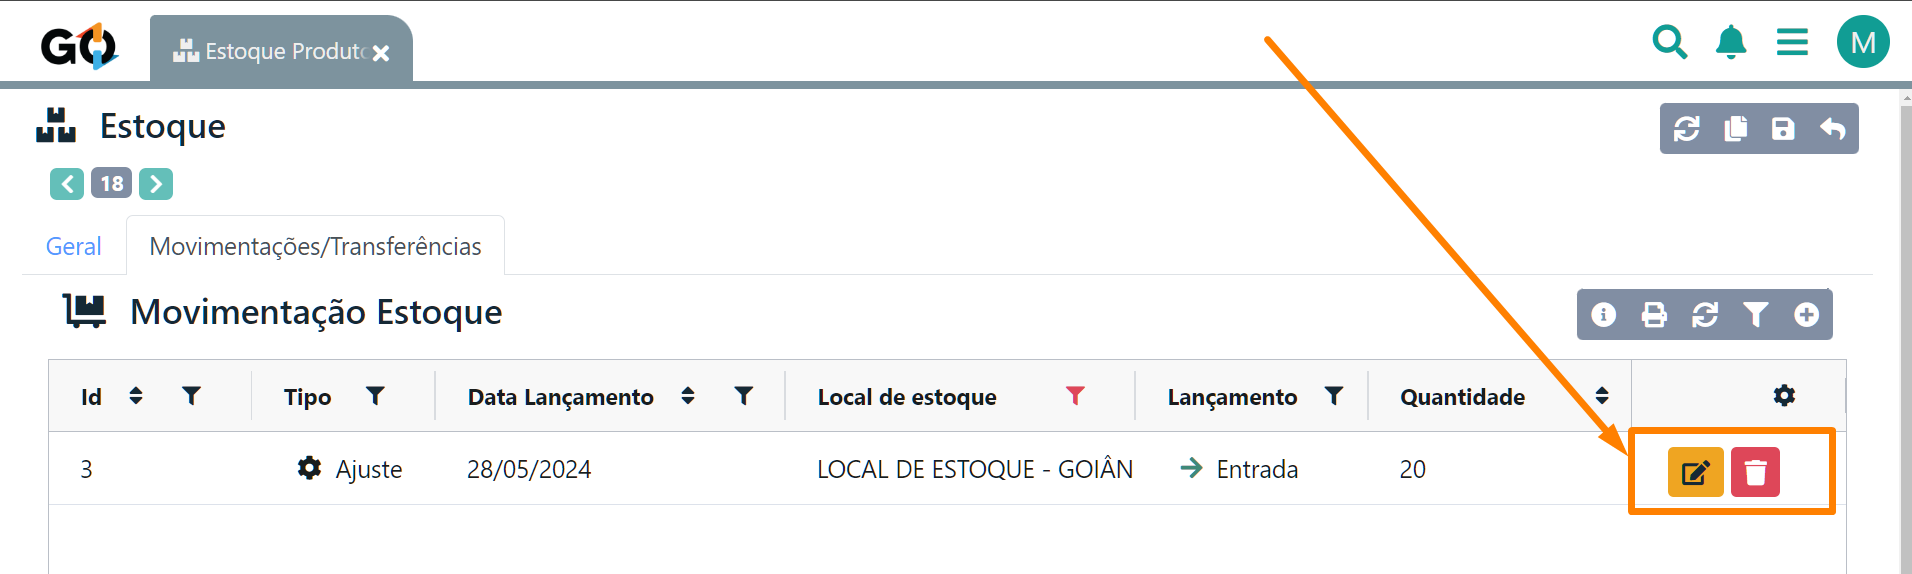 GO
Estoque Produto
M
Estoque
18
Geral
Movimentações/Transferências
Movimentação Estoque
Id Tipo Data Lançamento Local de estoque Lançamento Quantidade
3 Ajuste 28/05/2024 LOCAL DE ESTOQUE - GOIÂN Entrada 20